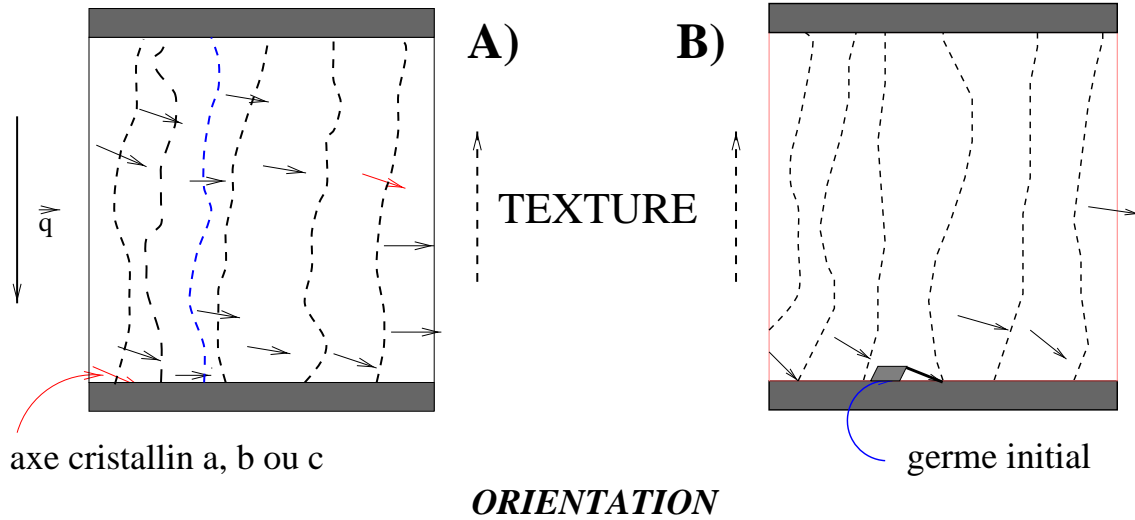 A)
B)
q
TEXTURE
axe cristallin a, b ou c
germe initial
ORIENTATION